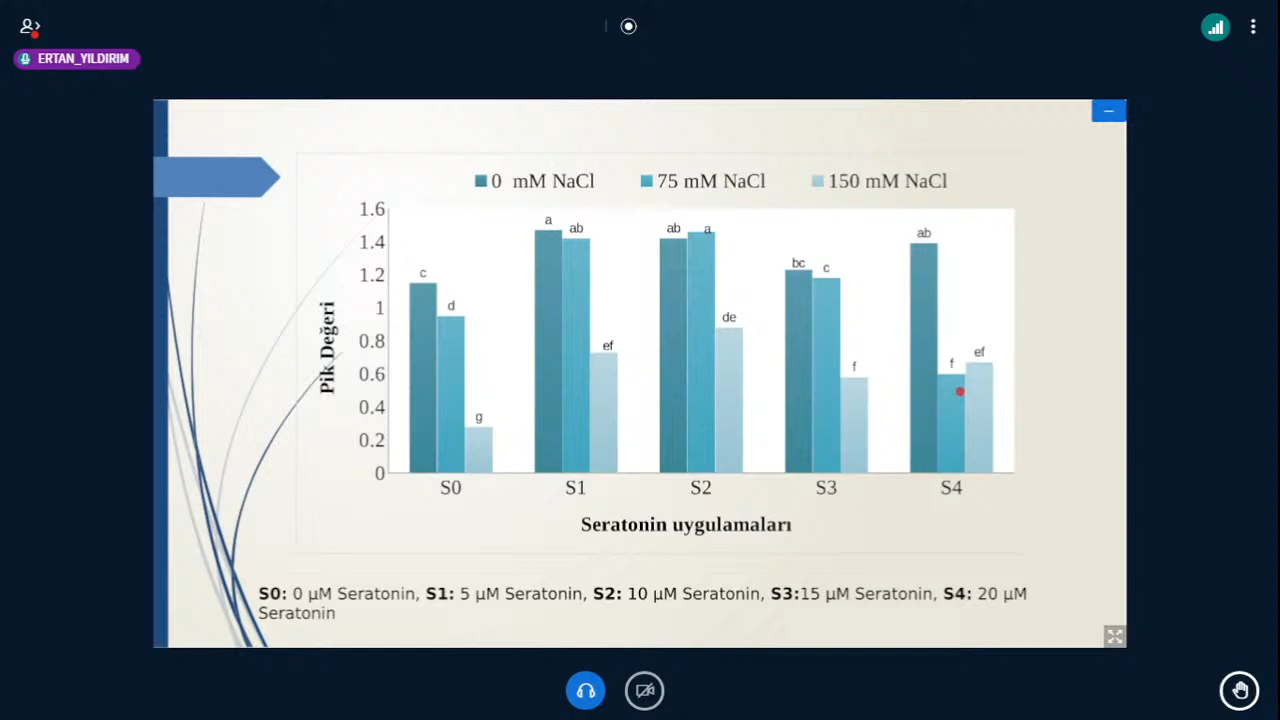 ERTAN_YILDIRIM
0 mM NaCl 75 mM NaCl 150 mM NaCl
1.6
1.4
1.2
1
0.8
0.6
0.4
0.2
0
Pik Değeri
c d g
a ab ef
ab a de
bc c f
ab f ef
S0 S1 S2 S3 S4
Seratonin uygulamaları
S0: 0 µM Seratonin, S1: 5 µM Seratonin, S2: 10 µM Seratonin, S3:15 µM Seratonin, S4: 20 µM
Seratonin